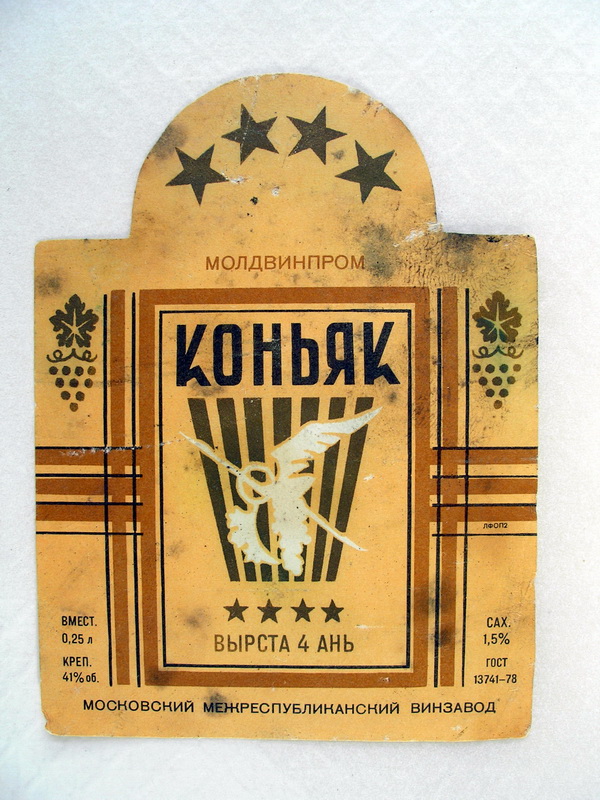 МОЛДВИНПРОМ
КОНЬЯК
ЛФОП2
ВЫРСТА 4 АНЬ
ВМЕСТ.
0,25 л
КРЕП.
41% об.
САХ.
1,5%
ГОСТ
13741-78
МОСКОВСКИЙ МЕЖРЕСПУБЛИКАНСКИЙ ВИНЗАВОД